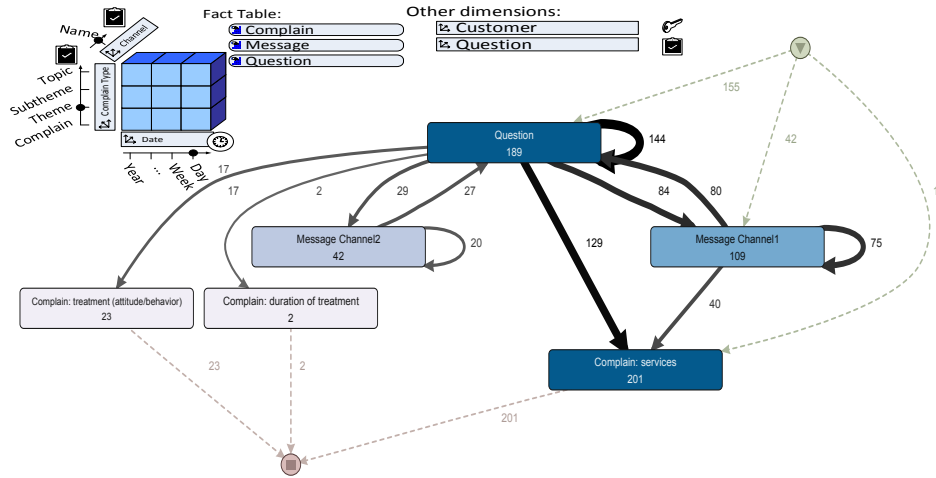 Fact Table:
Complain
Message
Question
Other dimensions:
Customer
Question
Name
Channel
Topic
Subtheme
Theme
Complain
Complain Type
Date
Year
...
Week
Day
155
42
1
Question
189
144
17
17
2
29
27
84
80
Message Channel2
42
20
129
Message Channel1
109
75
Complain: treatment (attitude/behavior)
23
Complain: duration of treatment
2
40
Complain: services
201
23
2
201